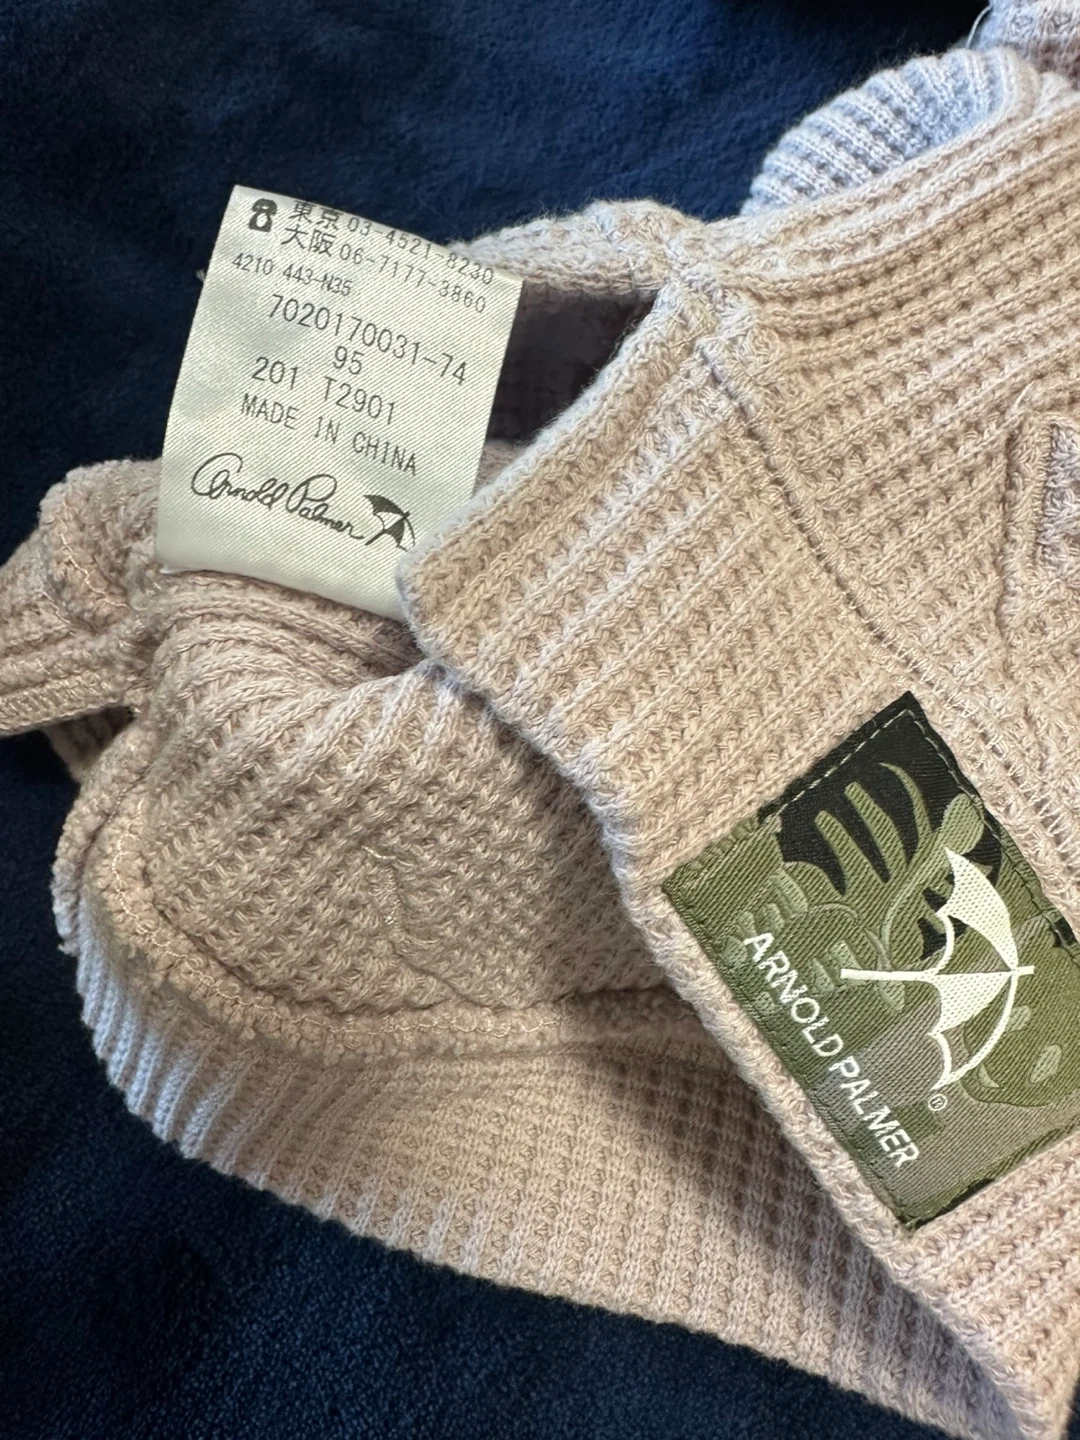 東京 03-4521-8230
大阪 06-7177-3860
4210 443-N35
7020170031-74
95
201 T2901
MADE IN CHINA
Arnold Palmer
ARNOLD PALMER
®